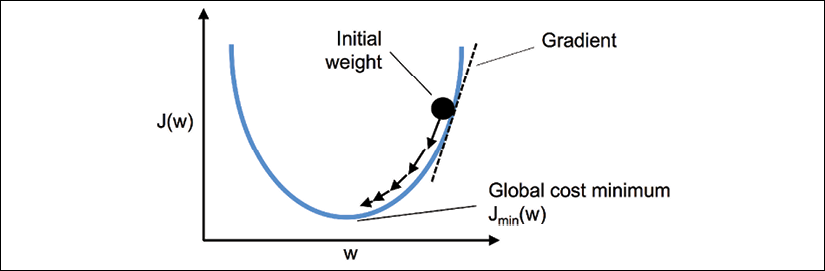 Initial
weight
Gradient
J(w)
Global cost minimum
Jmin(w)
w